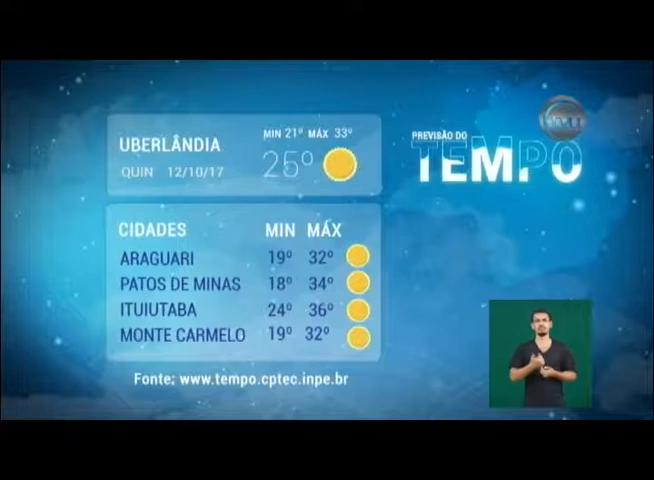 UBERLÂNDIA
QUIN 12/10/17
MIN 21º MÁX 33º
25º
PREVISÃO DO
TEMPO
CIDADES MIN MÁX
ARAGUARI 19º 32º
PATOS DE MINAS 18º 34º
ITUIUTABA 24º 36º
MONTE CARMELO 19º 32º
Fonte: www.tempo.cptec.inpe.br